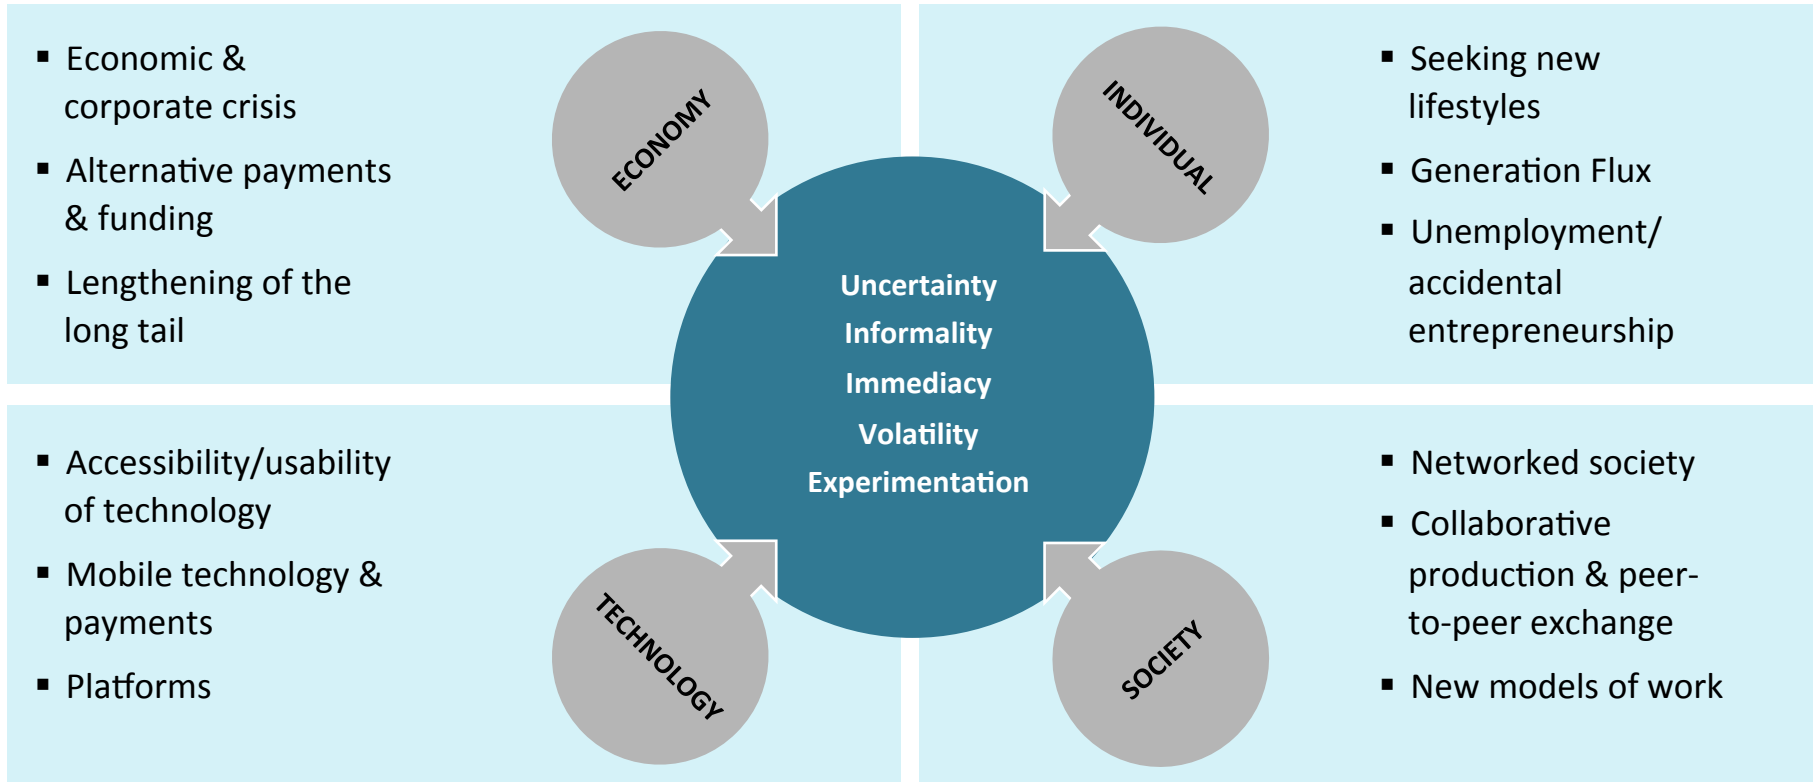 ▪ Economic &
corporate crisis
▪ Alternative payments
& funding
▪ Lengthening of the
long tail
ECONOMY
INDIVIDUAL
▪ Seeking new
lifestyles
▪ Generation Flux
▪ Unemployment/
accidental
entrepreneurship
Uncertainty
Informality
Immediacy
Volatility
Experimentation
▪ Accessibility/usability
of technology
▪ Mobile technology &
payments
▪ Platforms
TECHNOLOGY
SOCIETY
▪ Networked society
▪ Collaborative
production & peer-
to-peer exchange
▪ New models of work